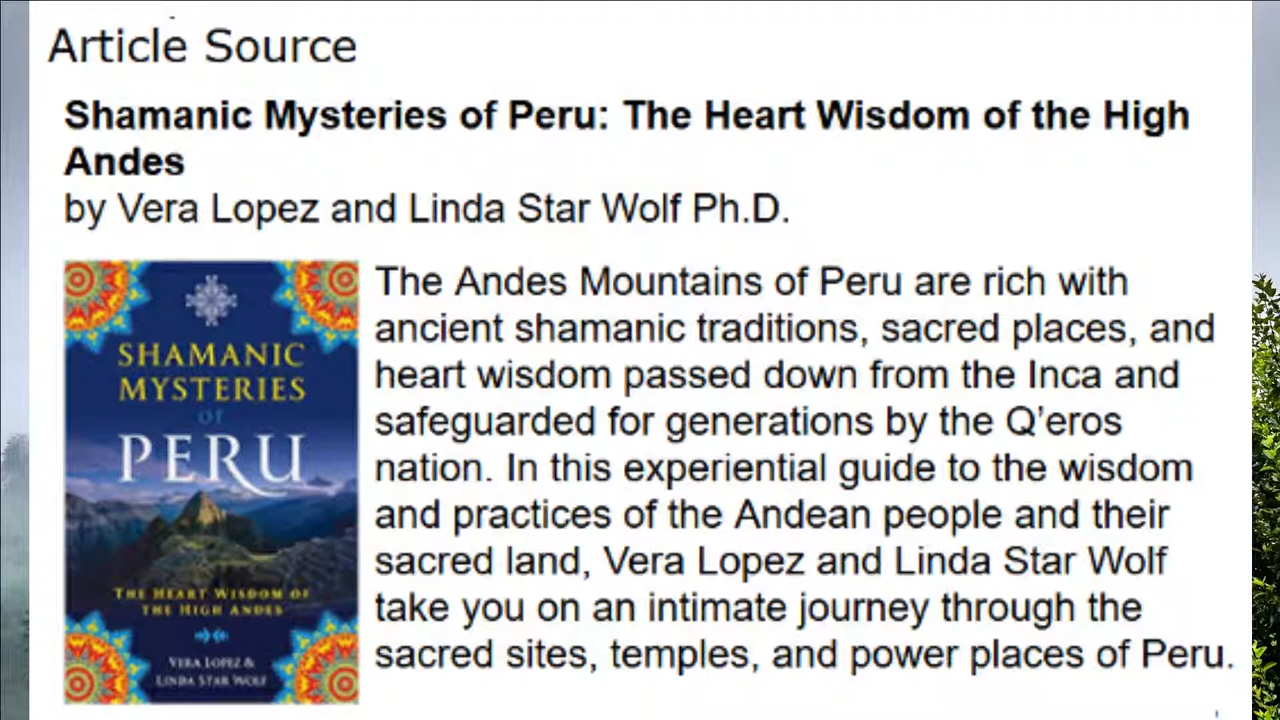 Article Source
Shamanic Mysteries of Peru: The Heart Wisdom of the High
Andes
by Vera Lopez and Linda Star Wolf Ph.D.
SHAMANIC
MYSTERIES
OF
PERU
THE HEART WISDOM OF
THE HIGH ANDES
VERA LOPEZ &
LINDA STAR WOLF
The Andes Mountains of Peru are rich with
ancient shamanic traditions, sacred places, and
heart wisdom passed down from the Inca and
safeguarded for generations by the Q’eros
nation. In this experiential guide to the wisdom
and practices of the Andean people and their
sacred land, Vera Lopez and Linda Star Wolf
take you on an intimate journey through the
sacred sites, temples, and power places of Peru.